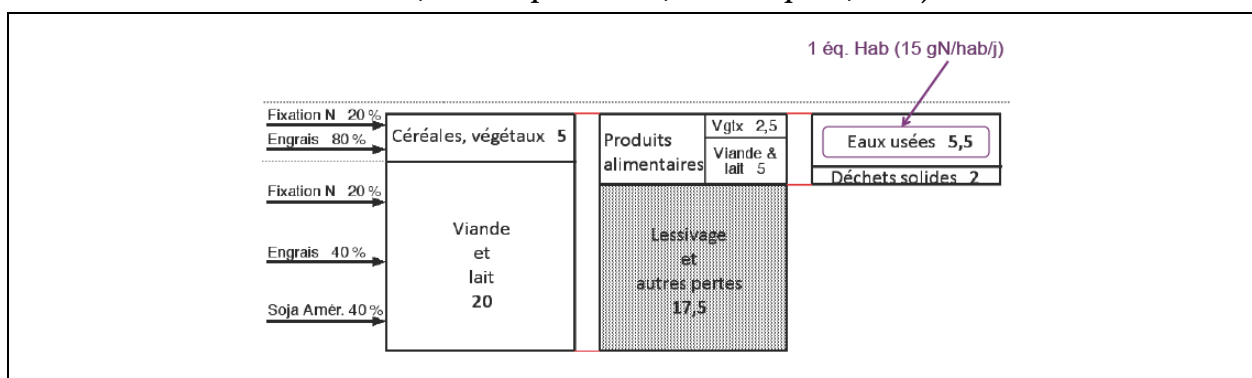 1 éq. Hab (15 gN/hab/j)
Fixation N 20 %
Engrais 80 %
Céréales, végétaux 5
Fixation N 20 %
Engrais 40 %
Soja Amér. 40 %
Viande
et
lait
20
Produits
alimentaires
Vglx 2,5
Viande &
lait 5
Lessivage
et
autres pertes
17,5
Eaux usées 5,5
Déchets solides 2